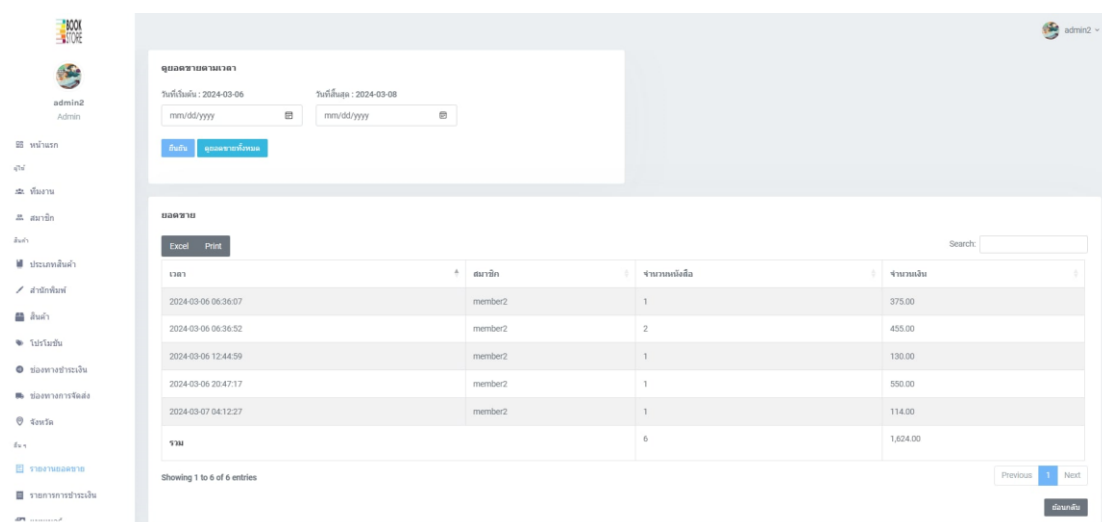 BOOK
STORE
admin2
admin2
Admin
หน้าแรก
ผู้ใช้
ทีมงาน
สมาชิก
สินค้า
ประเภทสินค้า
สำนักพิมพ์
สินค้า
โปรโมชั่น
ช่องทางชำระเงิน
ช่องทางการจัดส่ง
จังหวัด
อื่น ๆ
รายงานยอดขาย
รายการการชำระเงิน
ดูยอดขายตามเวลา
วันที่เริ่มต้น : 2024-03-06 วันที่สิ้นสุด : 2024-03-08
mm/dd/yyyy mm/dd/yyyy
ยืนยัน ดูยอดขายทั้งหมด
ยอดขาย
Excel Print Search:
เวลา สมาชิก จำนวนหนังสือ จำนวนเงิน
2024-03-06 06:36:07 member2 1 375.00
2024-03-06 06:36:52 member2 2 455.00
2024-03-06 12:44:59 member2 1 130.00
2024-03-06 20:47:17 member2 1 550.00
2024-03-07 04:12:27 member2 1 114.00
รวม 6 1,624.00
Showing 1 to 6 of 6 entries Previous 1 Next
ย้อนกลับ